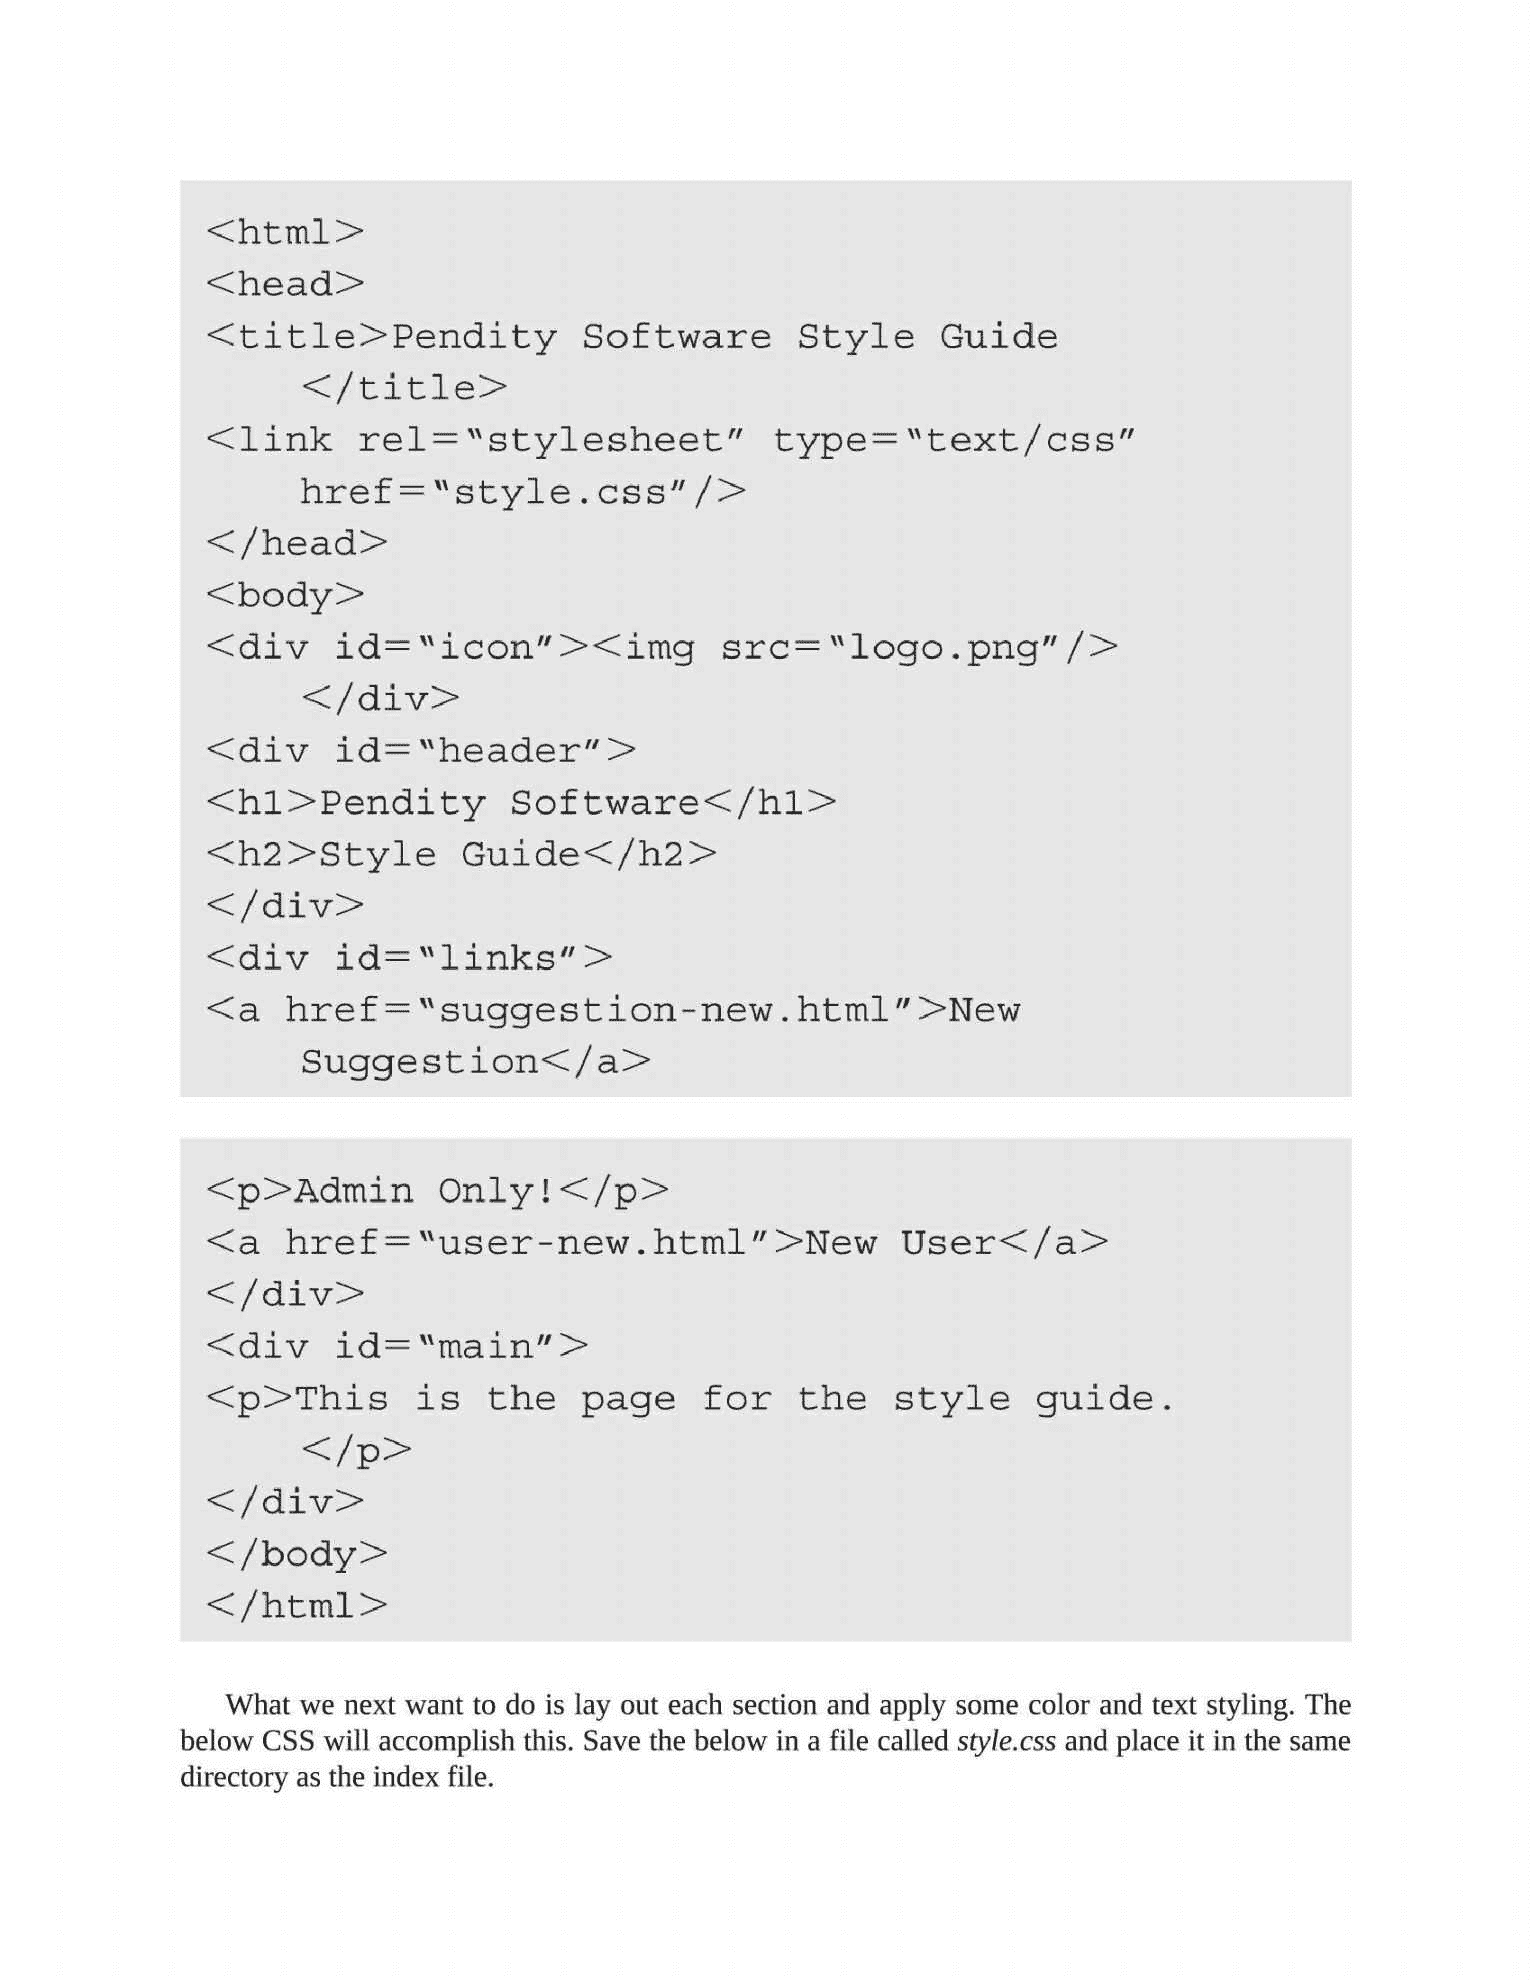 <html>
<head>
<title>Pendity Software Style Guide
</title>
<link rel=“stylesheet” type=“text/css”
href=“style.css”/>
</head>
<body>
<div id=“icon”><img src=“logo.png”/>
</div>
<div id=“header”>
<h1>Pendity Software</h1>
<h2>Style Guide</h2>
</div>
<div id=“links”>
<a href=“suggestion-new.html”>New
Suggestion</a>
<p>Admin Only!</p>
<a href=“user-new.html”>New User</a>
</div>
<div id=“main”>
<p>This is the page for the style guide.
</p>
</div>
</body>
</html>
What we next want to do is lay out each section and apply some color and text styling. The
below CSS will accomplish this. Save the below in a file called style.css and place it in the same
directory as the index file.